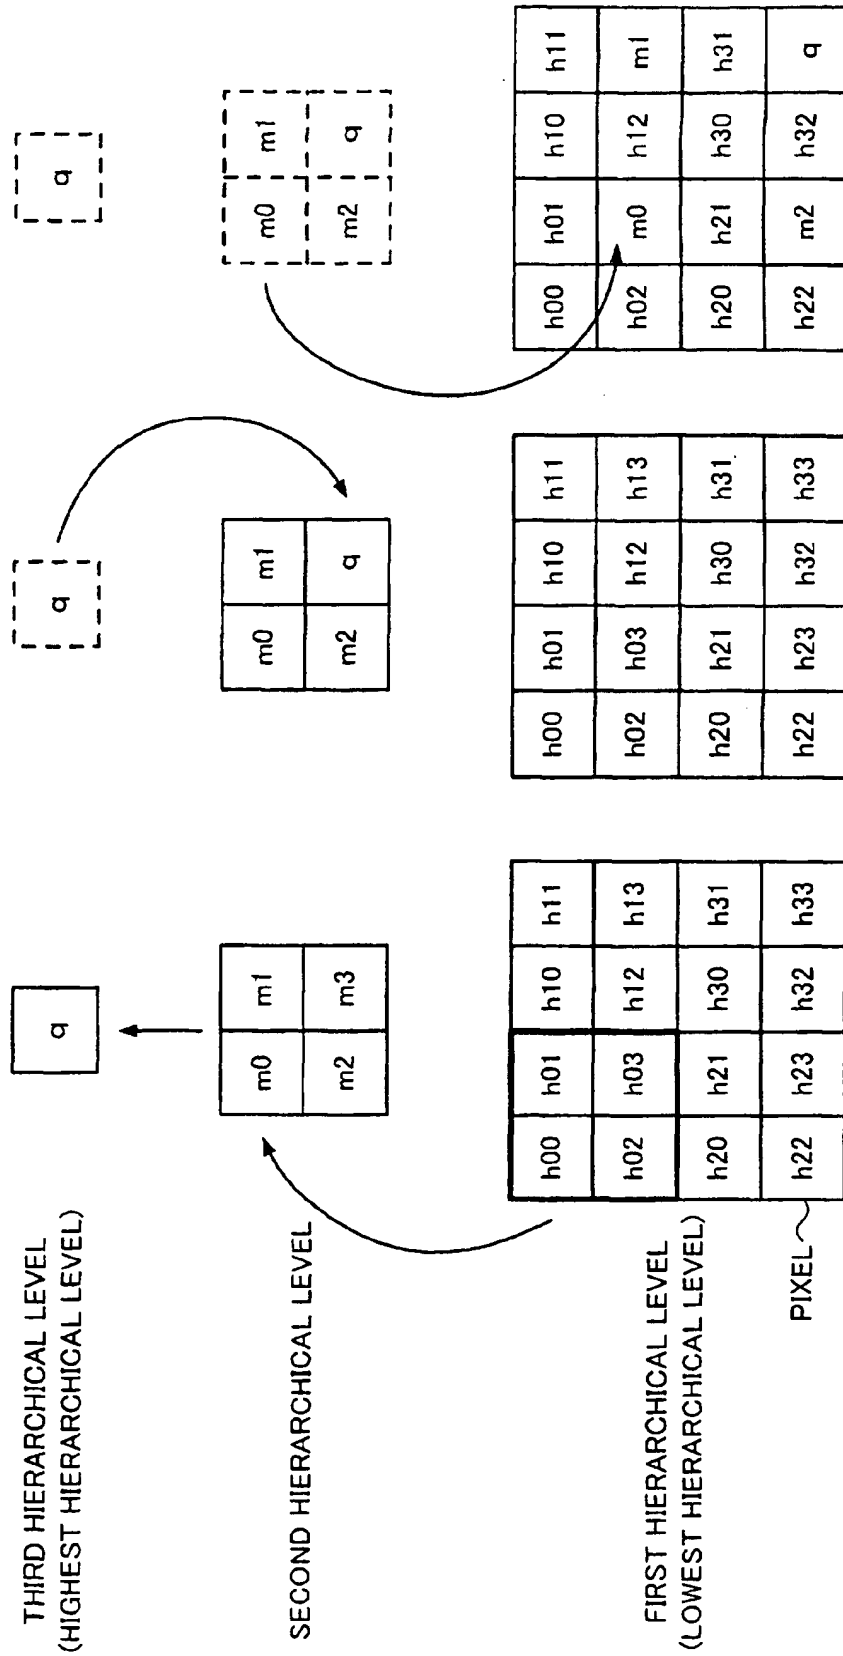 THIRD HIERARCHICAL LEVEL
(HIGHEST HIERARCHICAL LEVEL)
q q q
SECOND HIERARCHICAL LEVEL
m0 m1 m0 m1 m0 m1
m2 m3 m2 q m2 q
FIRST HIERARCHICAL LEVEL
(LOWEST HIERARCHICAL LEVEL)
h00 h01 h10 h11 h00 h01 h10 h11 h00 h01 h10 h11
h02 h03 h12 h13 h02 h03 h12 h13 h02 m0 h12 m1
h20 h21 h30 h31 h20 h21 h30 h31 h20 h21 h30 h31
PIXEL h22 h23 h32 h33 h22 h23 h32 h33 h22 m2 h32 q